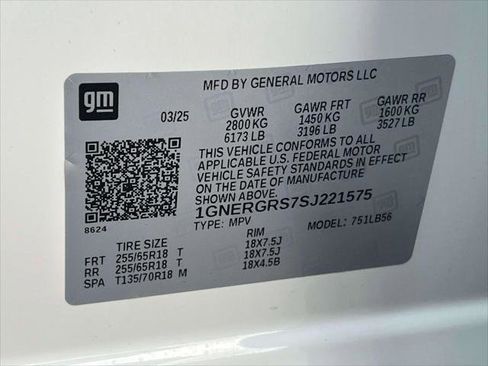 gm
MFD BY GENERAL MOTORS LLC
03/25 GVWR GAWR FRT GAWR RR
2800 KG 1450 KG 1600 KG
6173 LB 3196 LB 3527 LB
THIS VEHICLE CONFORMS TO ALL
APPLICABLE U.S. FEDERAL MOTOR
VEHICLE SAFETY STANDARDS IN EFFECT
ON THE DATE OF MANUFACTURE
SHOWN ABOVE.
1GNERGRS7SJ221575
8624 TYPE: MPV MODEL: 751LB56
TIRE SIZE RIM
FRT 255/65R18 T 18X7.5J
RR 255/65R18 T 18X7.5J
SPA T135/70R18 M 18X4.5B